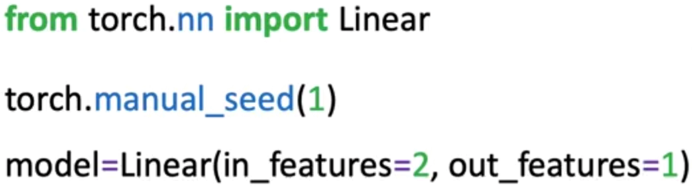 from torch.nn import Linear
torch.manual_seed(1)
model=Linear(in_features=2, out_features=1)